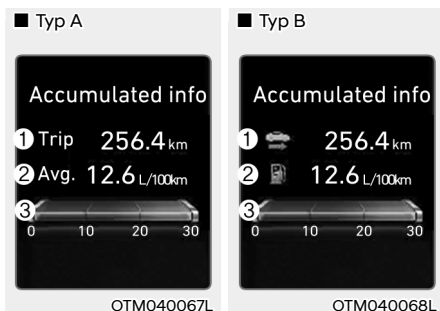 ■ Typ A
Accumulated info
① Trip 256.4 km
② Avg. 12.6 L/100km
③
0 10 20 30
OTM040067L
■ Typ B
Accumulated info
① 256.4 km
② 12.6 L/100km
③
0 10 20 30
OTM040068L